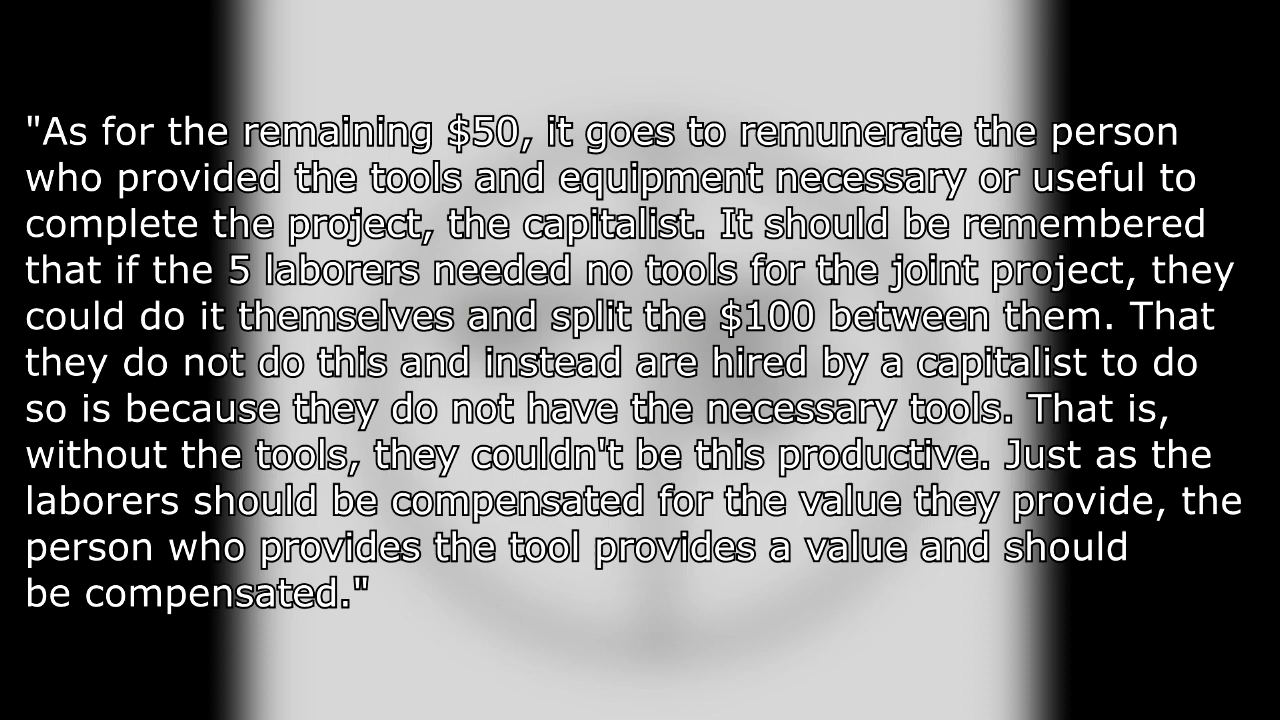 "As for the remaining $50, it goes to remunerate the person
who provided the tools and equipment necessary or useful to
complete the project, the capitalist. It should be remembered
that if the 5 laborers needed no tools for the joint project, they
could do it themselves and split the $100 between them. That
they do not do this and instead are hired by a capitalist to do
so is because they do not have the necessary tools. That is,
without the tools, they couldn't be this productive. Just as the
laborers should be compensated for the value they provide, the
person who provides the tool provides a value and should
be compensated."